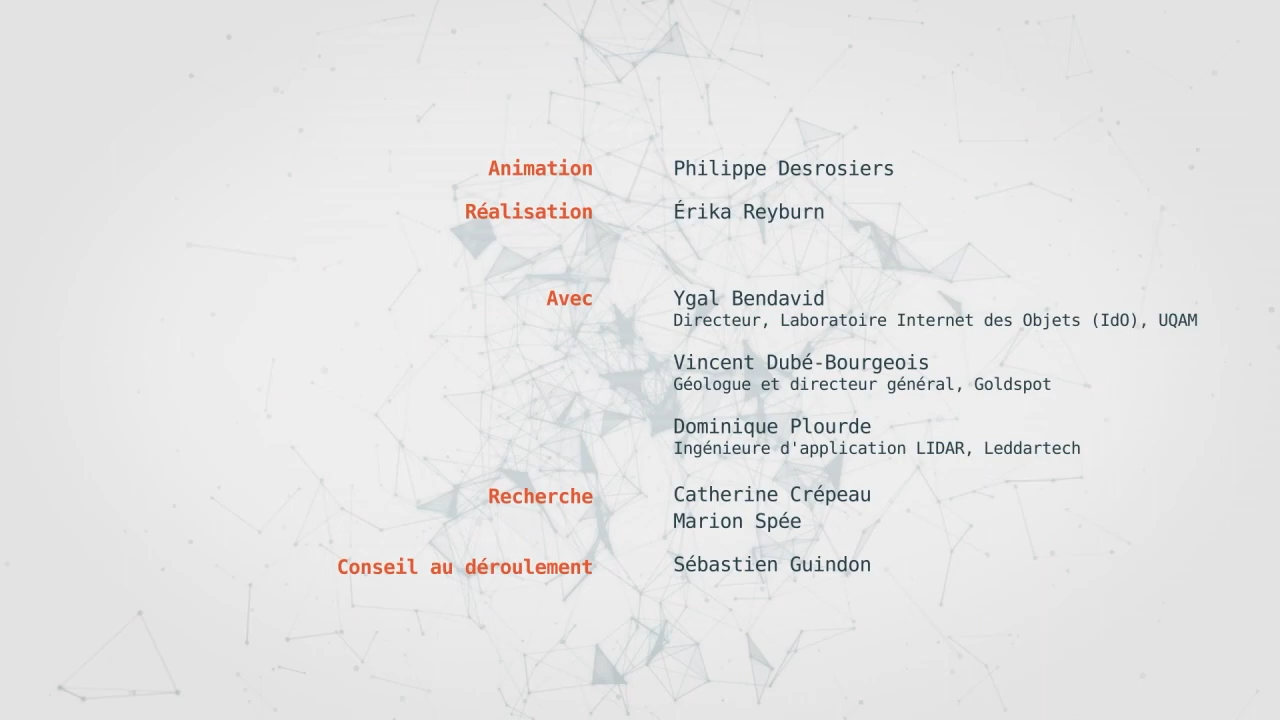 Animation Philippe Desrosiers
Réalisation Érika Reyburn
Avec Ygal Bendavid
Directeur, Laboratoire Internet des Objets (IdO), UQAM
Vincent Dubé-Bourgeois
Géologue et directeur général, Goldspot
Dominique Plourde
Ingénieure d'application LIDAR, Leddartech
Recherche Catherine Crépeau
Marion Spée
Conseil au déroulement Sébastien Guindon